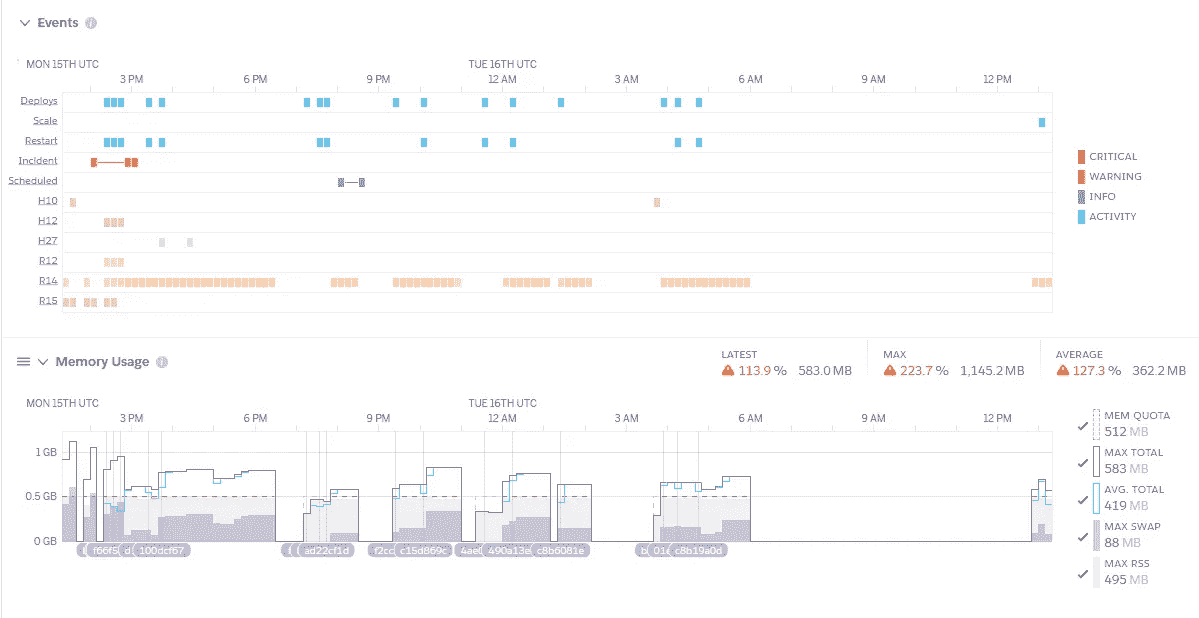 Events
MON 15TH UTC TUE 16TH UTC
3 PM 6 PM 9 PM 12 AM 3 AM 6 AM 9 AM 12 PM
Deploys
Scale
Restart
Incident
Scheduled
H10
H12
H27
R12
R14
R15
CRITICAL
WARNING
INFO
ACTIVITY
Memory Usage
LATEST
113.9 % 583.0 MB
MAX
223.7 % 1,145.2 MB
AVERAGE
127.3 % 362.2 MB
MON 15TH UTC TUE 16TH UTC
3 PM 6 PM 9 PM 12 AM 3 AM 6 AM 9 AM 12 PM
1 GB
0.5 GB
0 GB
f66f5 d 100dcf67 ad22cf1d f2cc c15d869c 4ae 490a13e c8b6081e b 01e c8b19a0d
MEM QUOTA
512 MB
MAX TOTAL
583 MB
AVG. TOTAL
419 MB
MAX SWAP
88 MB
MAX RSS
495 MB